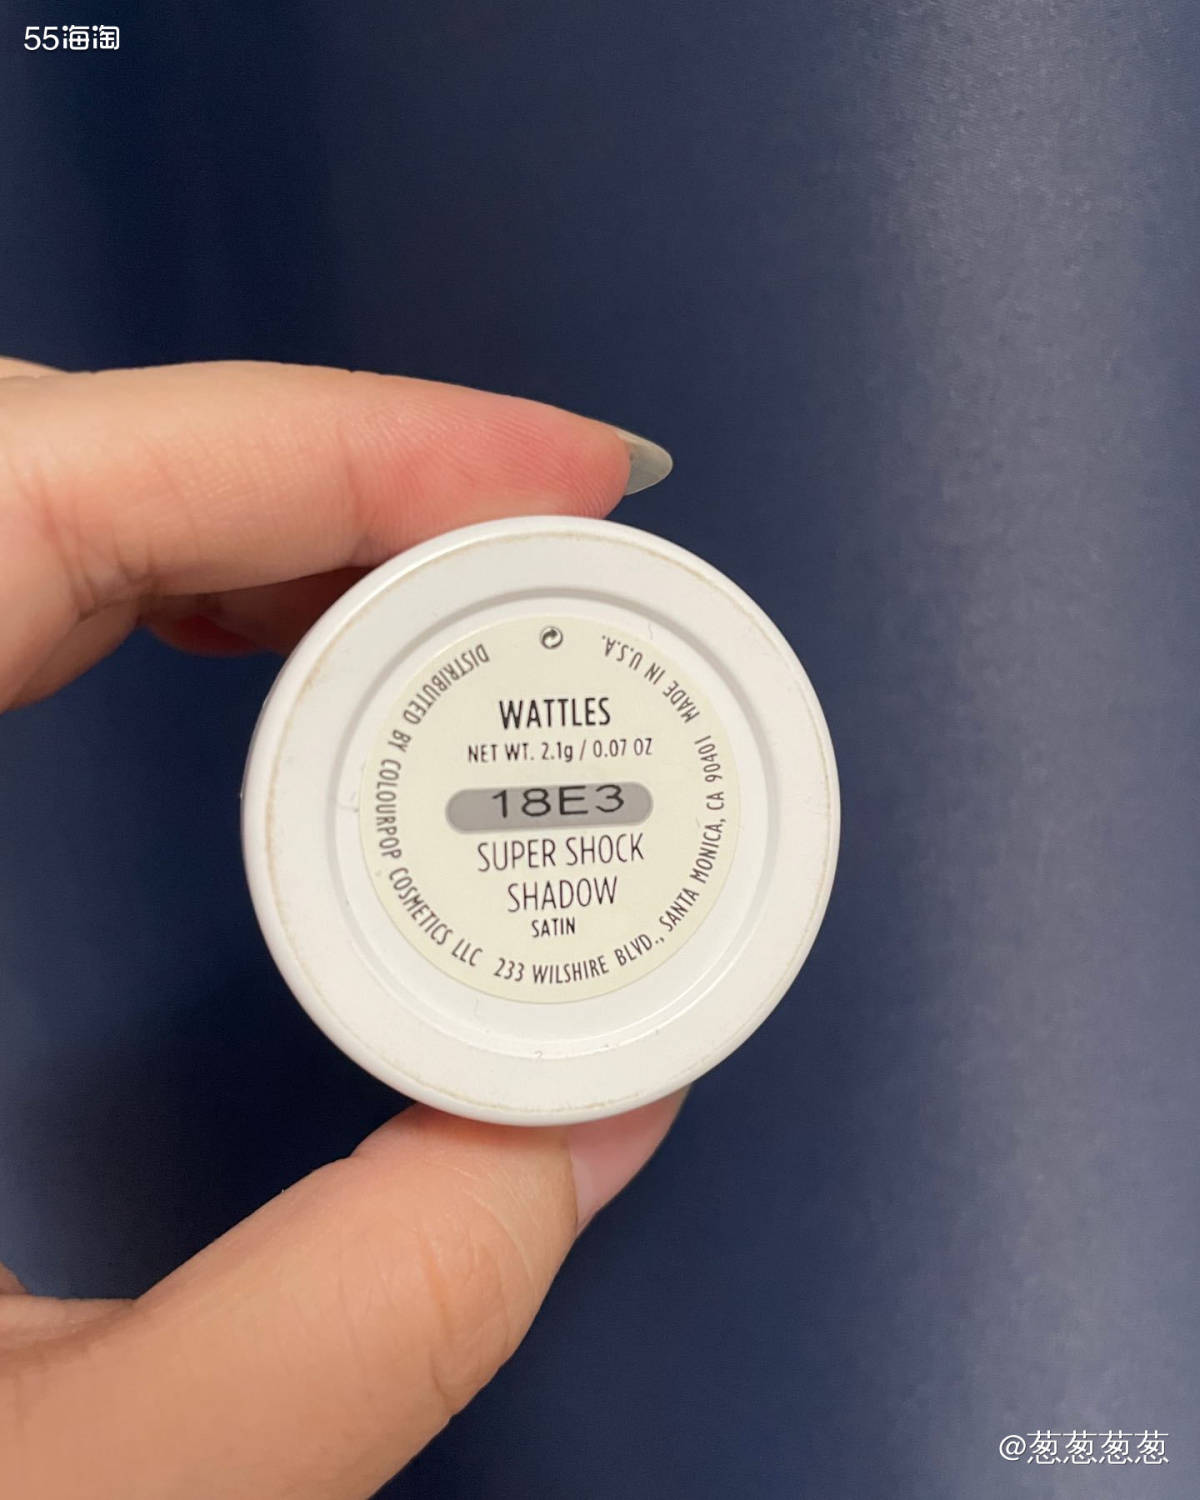 55海淘
WATTLES
NET WT. 2.1g / 0.07 OZ
18E3
SUPER SHOCK
SHADOW
SATIN
DISTRIBUTED BY COLOURPOP COSMETICS LLC 233 WILSHIRE BLVD., SANTA MONICA, CA 90401 MADE IN U.S.A.
@葱葱葱葱